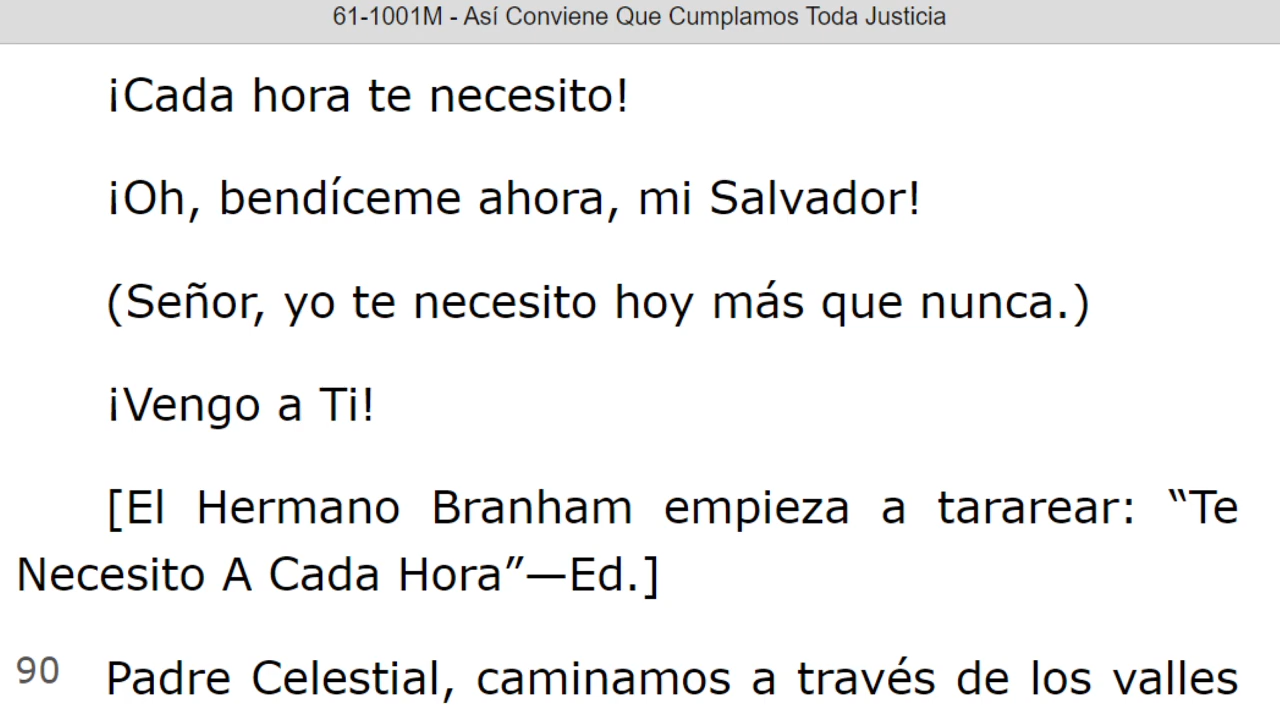 61-1001M - Así Conviene Que Cumplamos Toda Justicia
¡Cada hora te necesito!
¡Oh, bendíceme ahora, mi Salvador!
(Señor, yo te necesito hoy más que nunca.)
¡Vengo a Ti!
[El Hermano Branham empieza a tararear: “Te
Necesito A Cada Hora”—Ed.]
90 Padre Celestial, caminamos a través de los valles